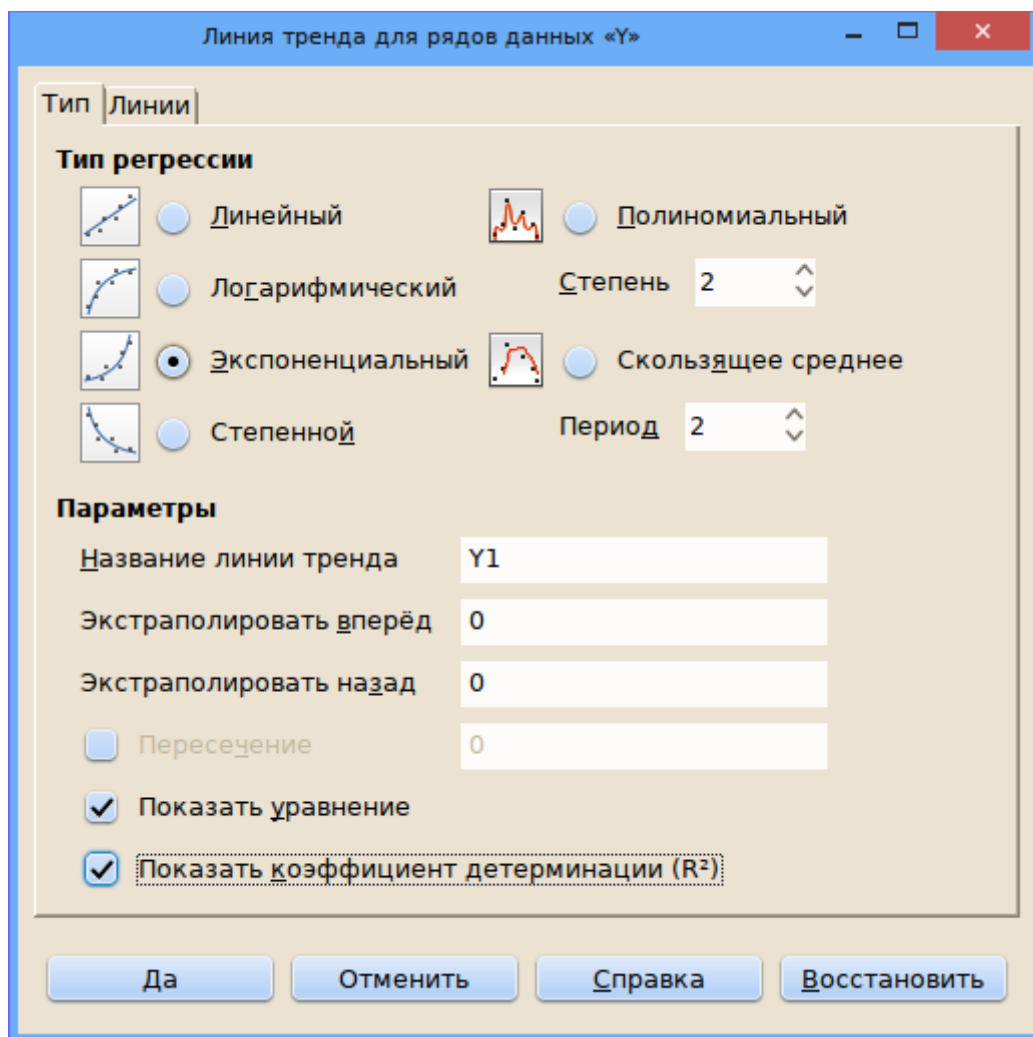 Линия тренда для рядов данных «Y»
Тип Линии
Тип регрессии
Линейный Полиномиальный
Логарифмический Степень 2
Экспоненциальный Скользящее среднее
Степенной Период 2
Параметры
Название линии тренда Y1
Экстраполировать вперёд 0
Экстраполировать назад 0
Пересечение 0
Показать уравнение
Показать коэффициент детерминации (R²)
Да Отменить Справка Восстановить